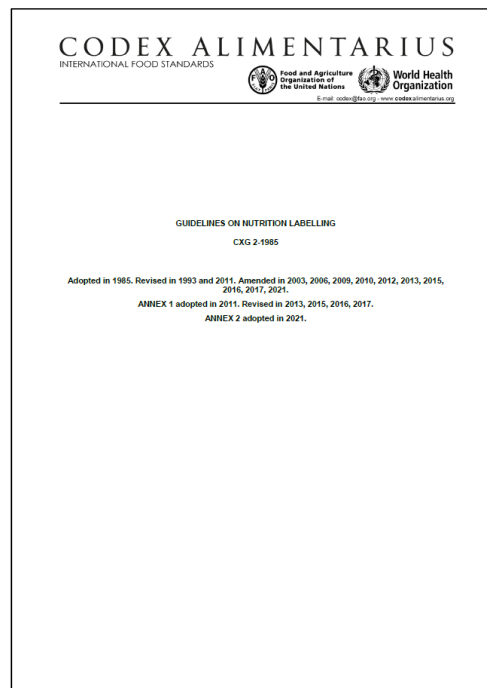 CODEX ALIMENTARIUS
INTERNATIONAL FOOD STANDARDS
Food and Agriculture
Organization of
the United Nations
World Health
Organization
E-mail: codex@fao.org - www.codexalimentarius.org
GUIDELINES ON NUTRITION LABELLING
CXG 2-1985
Adopted in 1985. Revised in 1993 and 2011. Amended in 2003, 2006, 2009, 2010, 2012, 2013, 2015,
2016, 2017, 2021.
ANNEX 1 adopted in 2011. Revised in 2013, 2015, 2016, 2017.
ANNEX 2 adopted in 2021.